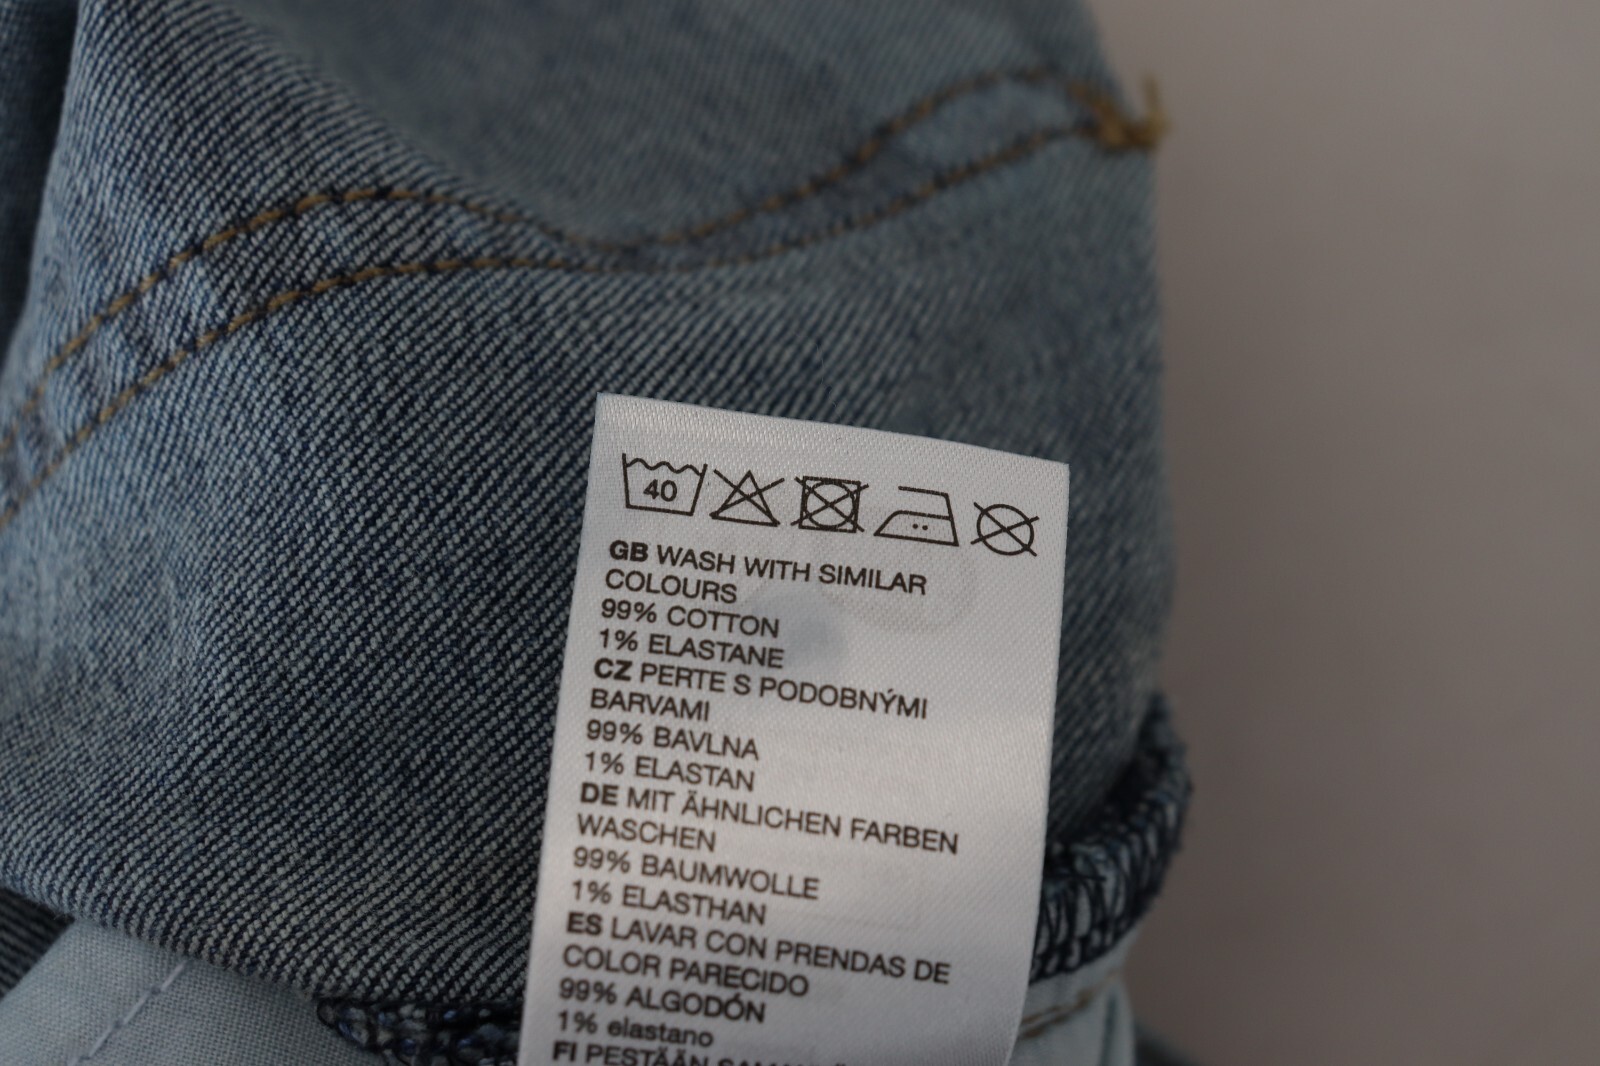 40
GB WASH WITH SIMILAR
COLOURS
99% COTTON
1% ELASTANE
CZ PERTE S PODOBNÝMI
BARVAMI
99% BAVLNA
1% ELASTAN
DE MIT ÄHNLICHEN FARBEN
WASCHEN
99% BAUMWOLLE
1% ELASTHAN
ES LAVAR CON PRENDAS DE
COLOR PARECIDO
99% ALGODÓN
1% elastano
FI PESTÄÄN